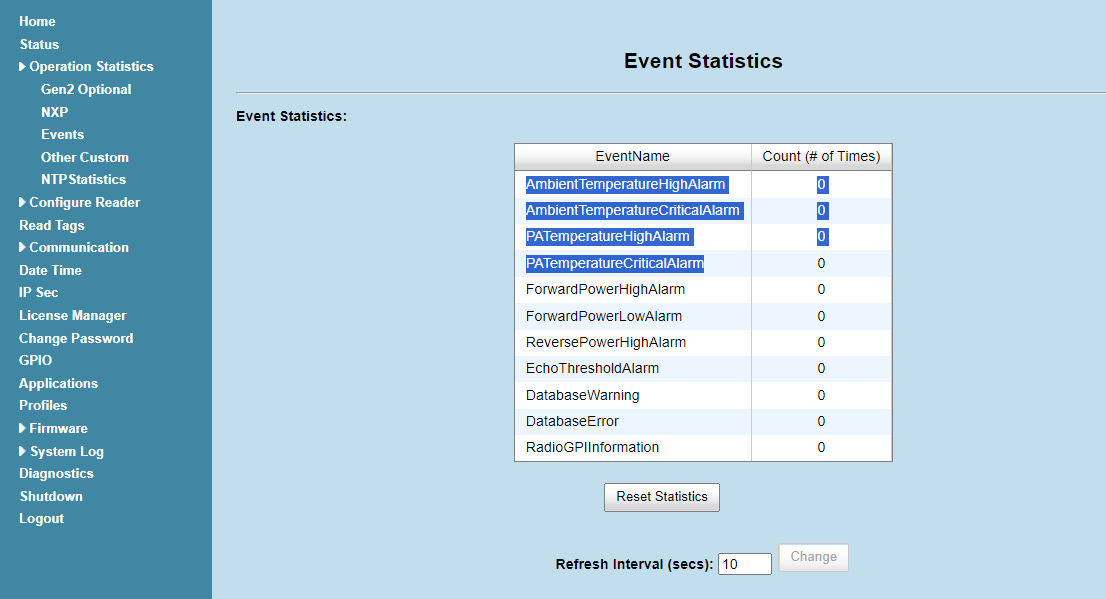 Home
Status
Operation Statistics
Gen2 Optional
NXP
Events
Other Custom
NTPStatistics
Configure Reader
Read Tags
Communication
Date Time
IP Sec
License Manager
Change Password
GPIO
Applications
Profiles
Firmware
System Log
Diagnostics
Shutdown
Logout
Event Statistics
Event Statistics:
EventName Count (# of Times)
AmbientTemperatureHighAlarm 0
AmbientTemperatureCriticalAlarm 0
PATemperatureHighAlarm 0
PATemperatureCriticalAlarm 0
ForwardPowerHighAlarm 0
ForwardPowerLowAlarm 0
ReversePowerHighAlarm 0
EchoThresholdAlarm 0
DatabaseWarning 0
DatabaseError 0
RadioGPIInformation 0
Reset Statistics
Refresh Interval (secs): 10 Change